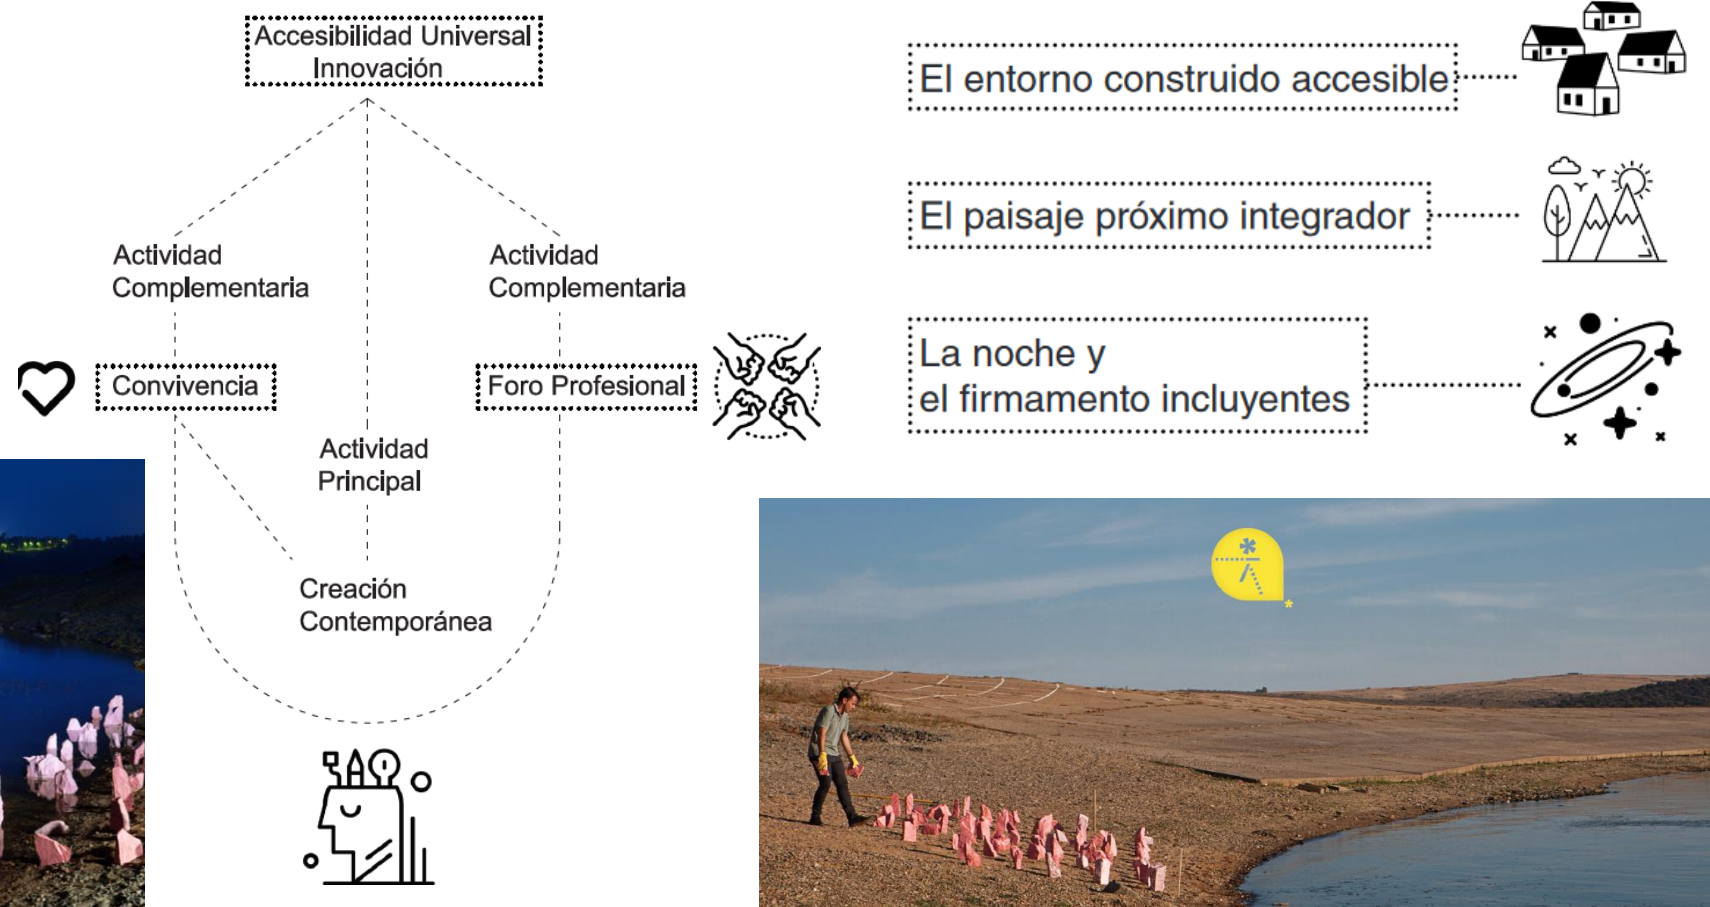 Accesibilidad Universal
Innovación
Actividad
Complementaria
Actividad
Complementaria
Convivencia
Foro Profesional
Actividad
Principal
Creación
Contemporánea
El entorno construido accesible
El paisaje próximo integrador
La noche y
el firmamento incluyentes